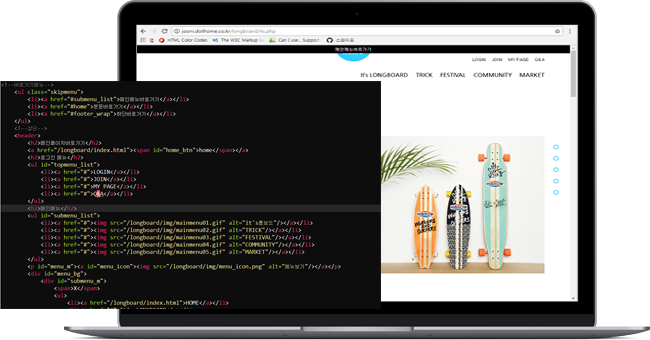 jooni.dothome.co.kr/longboard/its.php
HTML Color Codes
The W3C Markup
Can I use... Support
스와이프
메인메뉴바로가기
LOGIN JOIN MY PAGE Q&A
It's LONGBOARD TRICK FESTIVAL COMMUNITY MARKET
<!--바로가기메뉴-->
<ul class="skipmenu">
<li><a href="#submenu_list">메인메뉴바로가기</a></li>
<li><a href="#home">본문바로가기</a></li>
<li><a href="#footer_wrap">하단바로가기</a></li>
</ul>
<!--상단-->
<header>
<h2>메인페이지바로가기</h2>
<a href="/longboard/index.html"><span id="home_btn">home</span></a>
<h2>로그인 메뉴</h2>
<ul id="topmenu_list">
<li><a href="#">LOGIN</a></li>
<li><a href="#">JOIN</a></li>
<li><a href="#">MY PAGE</a></li>
<li><a href="#">Q&A</a></li>
</ul>
<h2>메인메뉴</h2>
<ul id="submenu_list">
<li><a href="#"><img src="/longboard/img/mainmenu01.gif" alt="it's롱보드"/></a></li>
<li><a href="#"><img src="/longboard/img/mainmenu02.gif" alt="TRICK"/></a></li>
<li><a href="#"><img src="/longboard/img/mainmenu03.gif" alt="FESTIVAL"/></a></li>
<li><a href="#"><img src="/longboard/img/mainmenu04.gif" alt="COMMUNITY"/></a></li>
<li><a href="#"><img src="/longboard/img/mainmenu05.gif" alt="MARKET"/></a></li>
</ul>
<p id="menu_m"><a id="menu_icon"><img src="/longboard/img/menu_icon.png" alt="메뉴보기"/></a></p>
<div id="menu_bg">
<div id="submenu_m">
<span>X</span>
<ul>
<li><a href="/longboard/index.html">HOME</a></li>